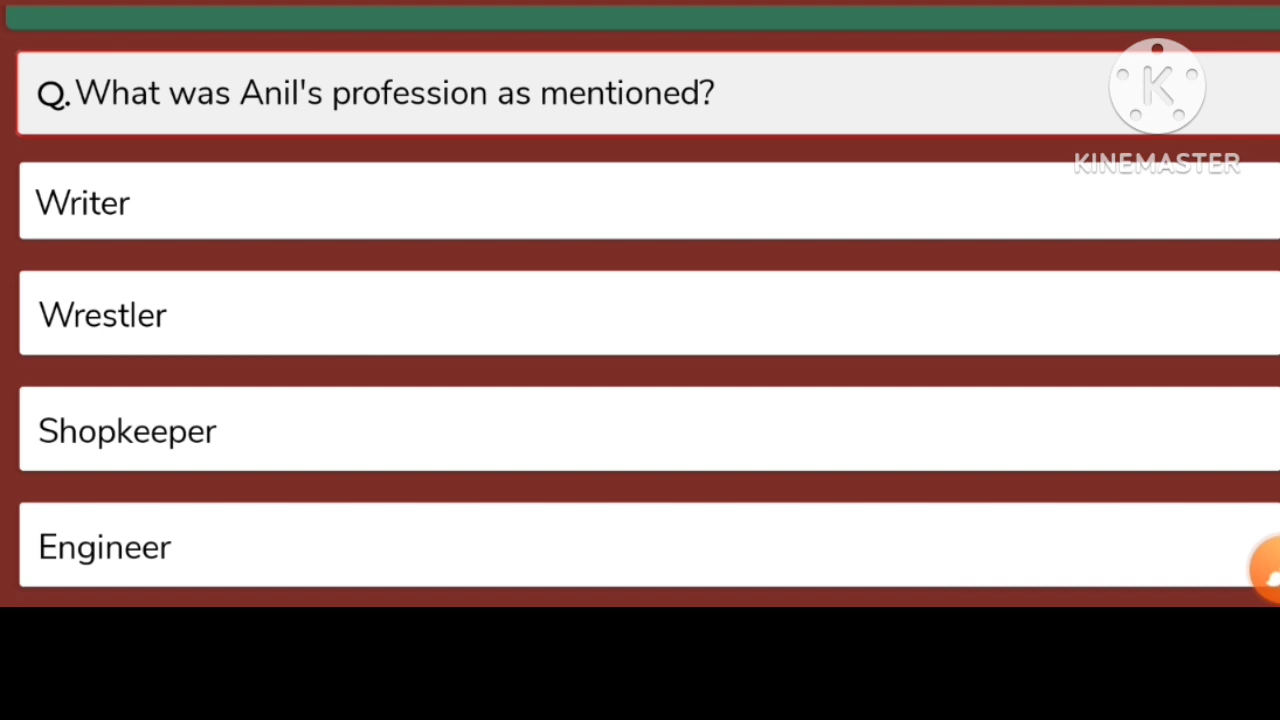 Q.What was Anil's profession as mentioned?
K
KINEMASTER
Writer
Wrestler
Shopkeeper
Engineer